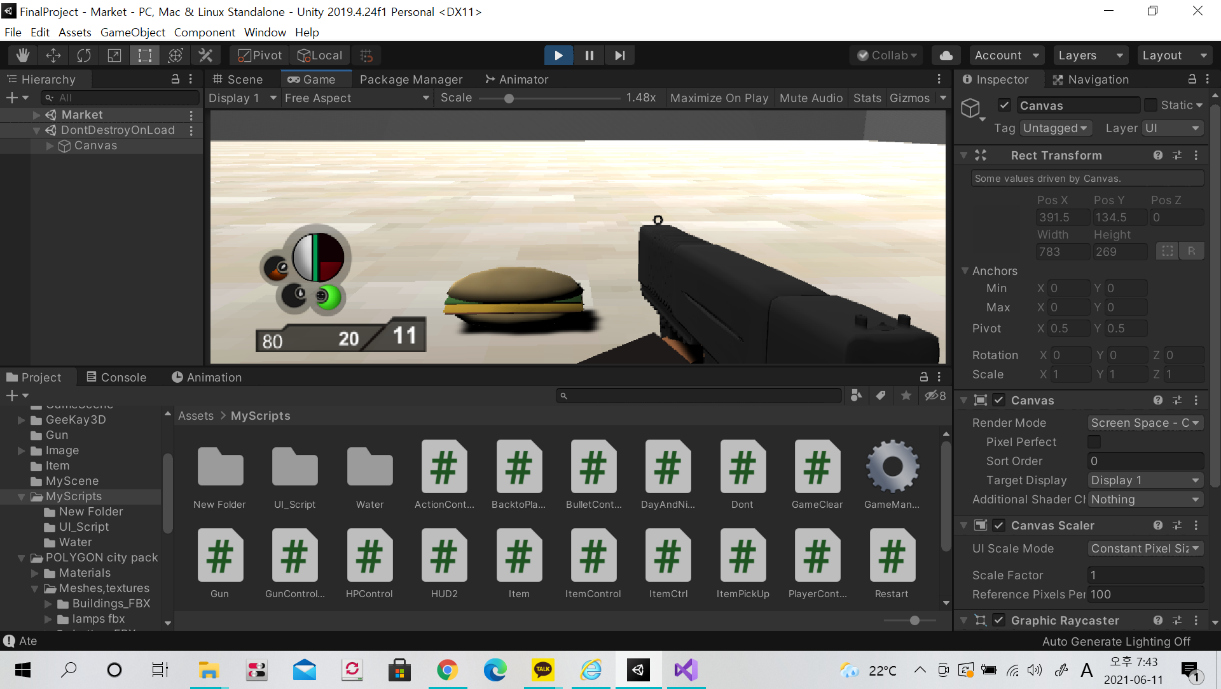 FinalProject - Market - PC, Mac & Linux Standalone - Unity 2019.4.24f1 Personal <DX11>
File Edit Assets GameObject Component Window Help
Pivot Local Collab Account Layers Layout
Hierarchy
All
Market
DontDestroyOnLoad
Canvas
Scene Game Package Manager Animator
Display 1 Free Aspect Scale 1.48x Maximize On Play Mute Audio Stats Gizmos
80 20 11
Inspector Navigation
Canvas Static
Tag Untagged Layer UI
Rect Transform
Some values driven by Canvas.
Pos X Pos Y Pos Z
391.5 134.5 0
Width Height
783 269 R
Anchors
Min X 0 Y 0
Max X 0 Y 0
Pivot X 0.5 Y 0.5
Rotation X 0 Y 0 Z 0
Scale X 1 Y 1 Z 1
Canvas
Render Mode Screen Space - C
Pixel Perfect
Sort Order 0
Target Display Display 1
Additional Shader Cl Nothing
Canvas Scaler
UI Scale Mode Constant Pixel Siz
Scale Factor 1
Reference Pixels Per 100
Graphic Raycaster
Project Console Animation
8
GeeKay3D
Gun
Image
Item
MyScene
MyScripts
New Folder
UI_Script
Water
POLYGON city pack
Materials
Meshes,textures
Buildings_FBX
lamps fbx
Assets > MyScripts
New Folder UI_Script Water ActionCont... BacktoPla... BulletCont... DayAndNi... Dont GameClear GameMan...
Gun GunControl... HPControl HUD2 Item ItemControl ItemCtrl ItemPickUp PlayerCont... Restart
Ate
Auto Generate Lighting Off
TALK
22°C A 오후 7:43
2021-06-11
1